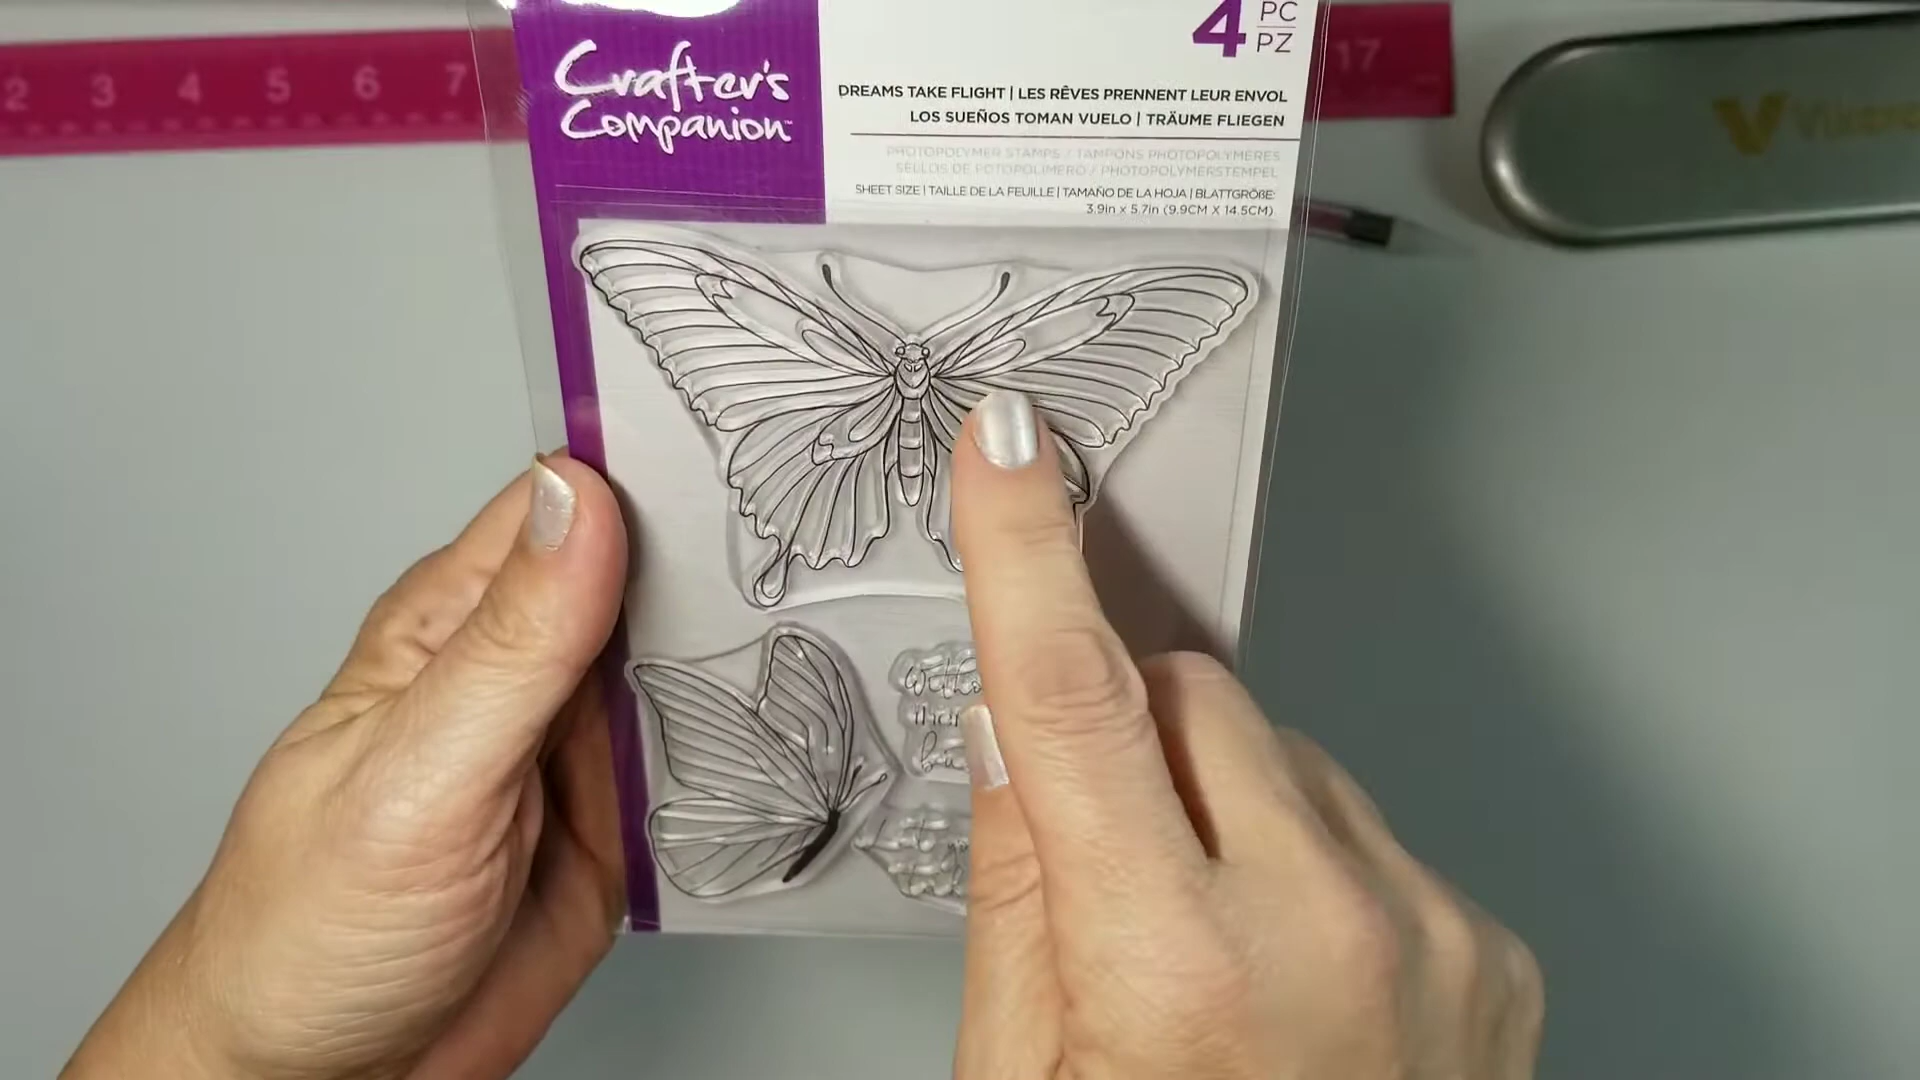 2 3 4 5 6 7
17
Crafter's
Companion™
4 PC
PZ
DREAMS TAKE FLIGHT | LES RÊVES PRENNENT LEUR ENVOL
LOS SUEÑOS TOMAN VUELO | TRÄUME FLIEGEN
PHOTOPOLYMER STAMPS / TAMPONS PHOTOPOLYMÈRES
SELLOS DE FOTOPOLÍMERO / PHOTOPOLYMERSTEMPEL
SHEET SIZE | TAILLE DE LA FEUILLE | TAMAÑO DE LA HOJA | BLATTGRÖßE:
3.9in x 5.7in (9.9CM X 14.5CM)